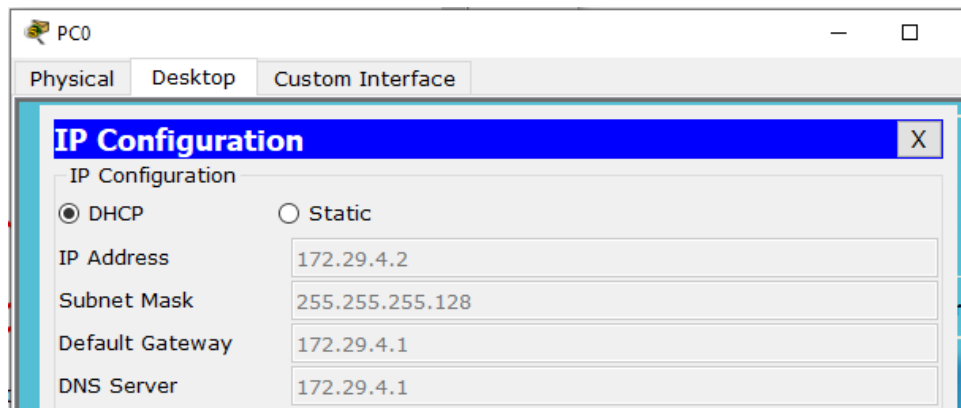 PC0
Physical Desktop Custom Interface
IP Configuration X
IP Configuration
DHCP Static
IP Address 172.29.4.2
Subnet Mask 255.255.255.128
Default Gateway 172.29.4.1
DNS Server 172.29.4.1